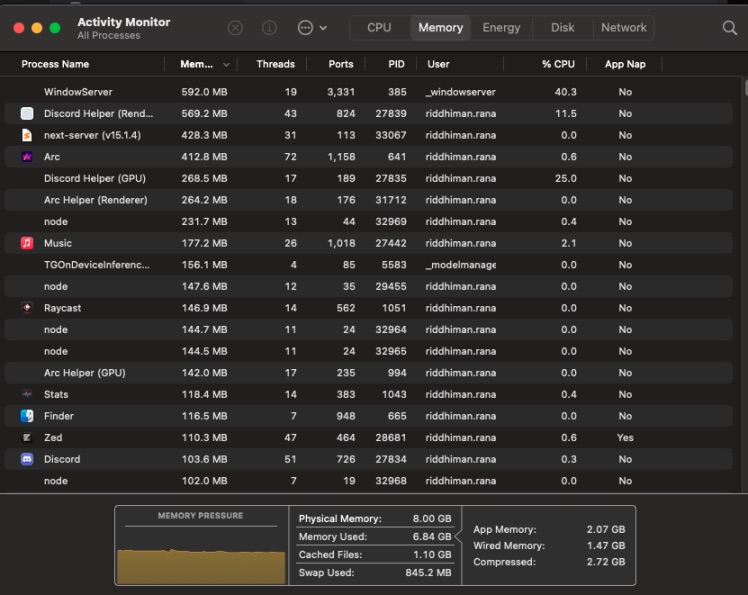 Activity Monitor
All Processes
CPU Memory Energy Disk Network
Process Name Mem... Threads Ports PID User % CPU App Nap
WindowServer 592.0 MB 19 3,331 385 _windowserver 40.3 No
Discord Helper (Rend... 569.2 MB 43 824 27839 riddhiman.rana 11.5 No
next-server (v15.1.4) 428.3 MB 31 113 33067 riddhiman.rana 0.0 No
Arc 412.8 MB 72 1,158 641 riddhiman.rana 0.6 No
Discord Helper (GPU) 268.5 MB 17 189 27835 riddhiman.rana 25.0 No
Arc Helper (Renderer) 264.2 MB 18 176 31712 riddhiman.rana 0.0 No
node 231.7 MB 13 44 32969 riddhiman.rana 0.4 No
Music 177.2 MB 26 1,018 27442 riddhiman.rana 2.1 No
TGOnDeviceInferenc... 156.1 MB 4 85 5583 _modelmanage 0.0 No
node 147.6 MB 12 35 29455 riddhiman.rana 0.0 No
Raycast 146.9 MB 14 562 1051 riddhiman.rana 0.0 No
node 144.7 MB 11 24 32964 riddhiman.rana 0.0 No
node 144.5 MB 11 24 32965 riddhiman.rana 0.0 No
Arc Helper (GPU) 142.0 MB 17 235 994 riddhiman.rana 0.0 No
Stats 118.4 MB 14 383 1043 riddhiman.rana 0.4 No
Finder 116.5 MB 7 948 665 riddhiman.rana 0.0 No
Zed 110.3 MB 47 464 28681 riddhiman.rana 0.6 Yes
Discord 103.6 MB 51 726 27834 riddhiman.rana 0.3 No
node 102.0 MB 7 19 32968 riddhiman.rana 0.0 No
MEMORY PRESSURE
Physical Memory: 8.00 GB
Memory Used: 6.84 GB
Cached Files: 1.10 GB
Swap Used: 845.2 MB
App Memory: 2.07 GB
Wired Memory: 1.47 GB
Compressed: 2.72 GB